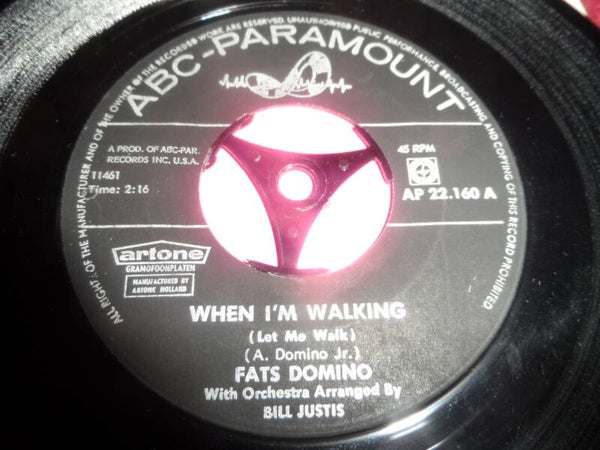 ALL RIGHT OF THE MANUFACTURER AND OF THE OWNER OF THE RECORDED WORK ARE RESERVED. UNAUTHORISED PUBLIC PERFORMANCE BROADCASTING AND COPYING OF THIS RECORD PROHIBITED.
ABC-PARAMOUNT
A PROD. OF ABC-PAR.
RECORDS INC. U.S.A.
11461
Time: 2:16
45 RPM
AP 22.160 A
artone
GRAMOFOONPLATEN
MANUFACTURED BY
ARTONE HOLLAND
WHEN I'M WALKING
(Let Me Walk)
(A. Domino Jr.)
FATS DOMINO
With Orchestra Arranged By
BILL JUSTIS